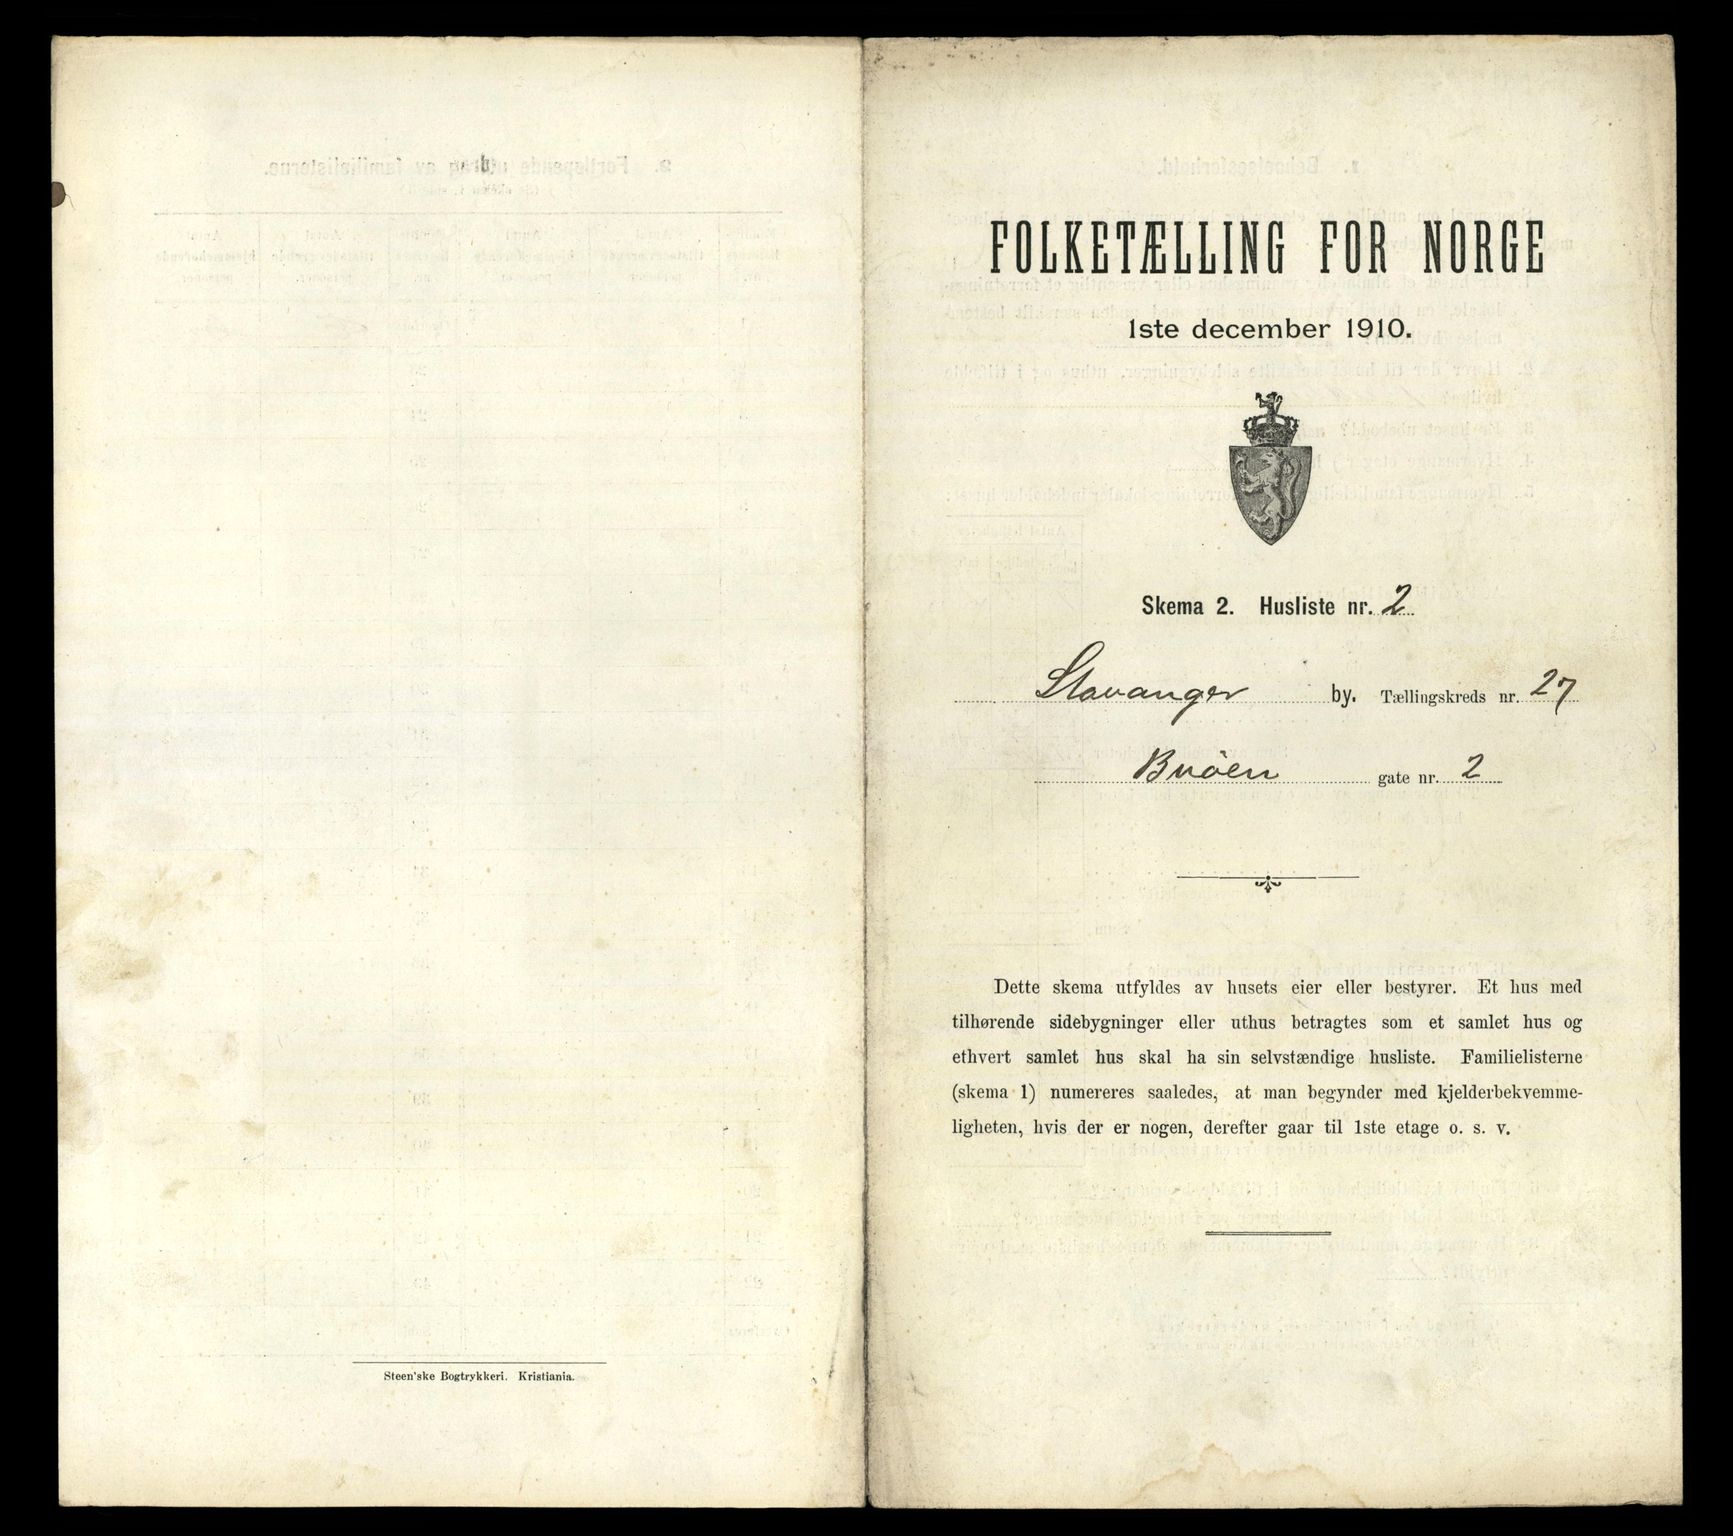 Steen'ske Bogtrykkeri. Kristiania.
FOLKETÆLLING FOR NORGE
1ste december 1910.
Skema 2. Husliste nr. 2
Stavanger by. Tællingskreds nr. 27
Buöen gate nr. 2
Dette skema utfyldes av husets eier eller bestyrer. Et hus med
tilhørende sidebygninger eller uthus betragtes som et samlet hus og
ethvert samlet hus skal ha sin selvstændige husliste. Familielisterne
(skema 1) numereres saaledes, at man begynder med kjelderbekvemme-
ligheten, hvis der er nogen, derefter gaar til 1ste etage o. s. v.